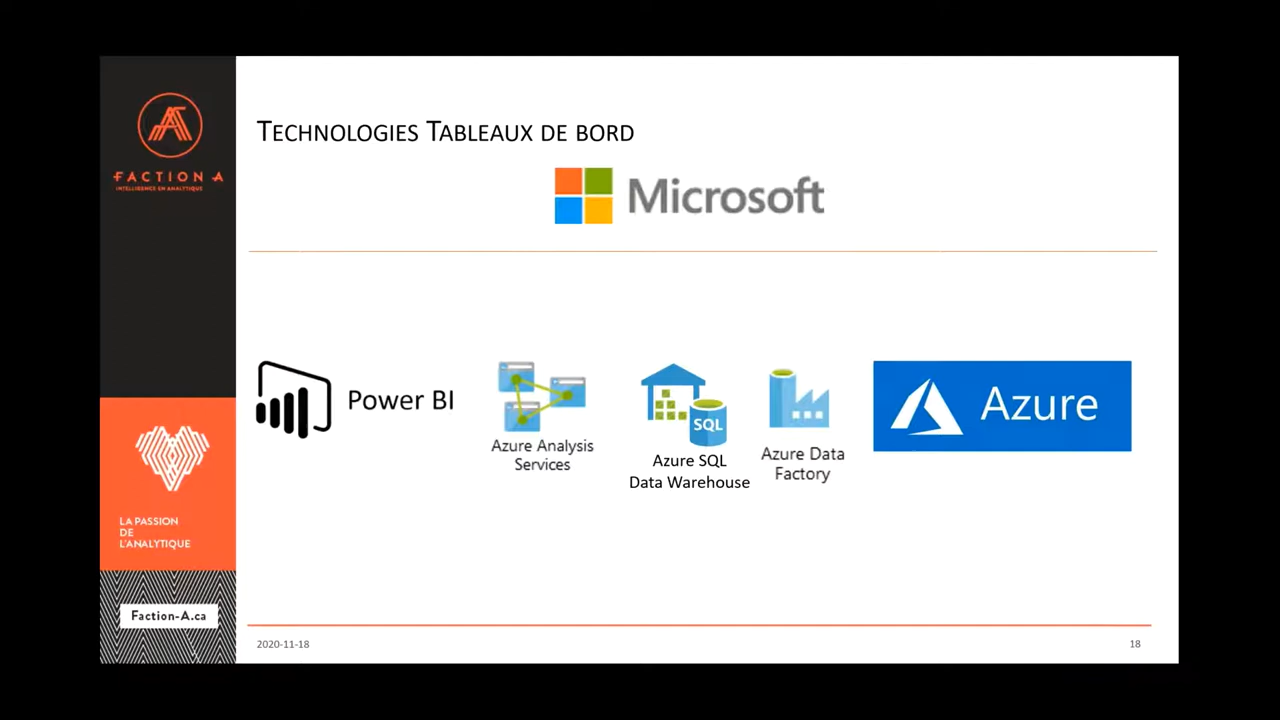 FACTION A
INTELLIGENCE EN ANALYTIQUE
TECHNOLOGIES TABLEAUX DE BORD
Microsoft
Power BI
Azure Analysis
Services
SQL
Azure SQL
Data Warehouse
Azure Data
Factory
Azure
LA PASSION
DE
L'ANALYTIQUE
Faction-A.ca
2020-11-18
18